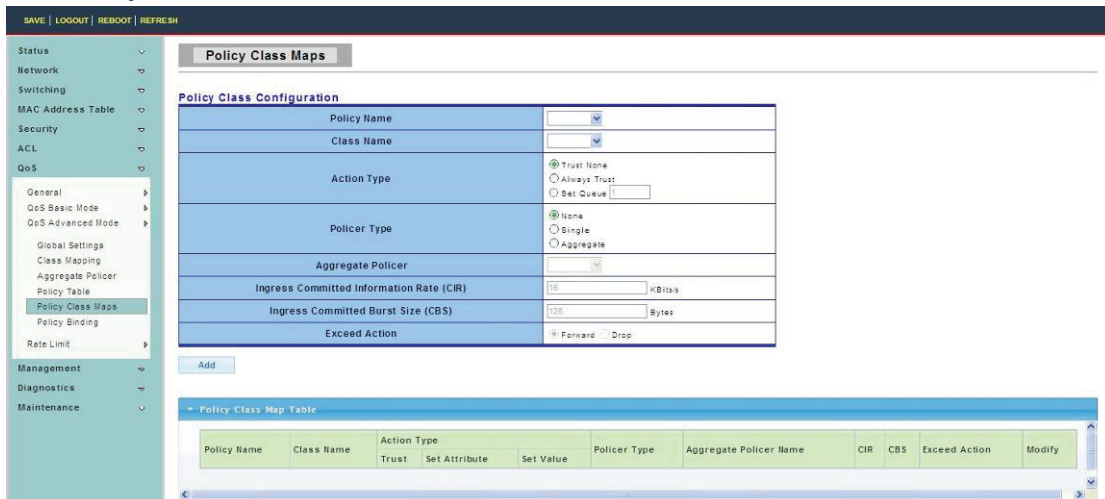 SAVE | LOGOUT | REBOOT | REFRESH
Status
Network
Switching
MAC Address Table
Security
ACL
QoS
General
QoS Basic Mode
QoS Advanced Mode
Global Settings
Class Mapping
Aggregate Policer
Policy Table
Policy Class Maps
Policy Binding
Rate Limit
Management
Diagnostics
Maintenance
Policy Class Maps
Policy Class Configuration
Policy Name
Class Name
Action Type
Trust None
Always Trust
Set Queue 1
Policer Type
None
Single
Aggregate
Aggregate Policer
Ingress Committed Information Rate (CIR) 16 KBits/s
Ingress Committed Burst Size (CBS) 128 Bytes
Exceed Action Forward Drop
Add
Policy Class Map Table
Policy Name Class Name Action Type Policer Type Aggregate Policer Name CIR CBS Exceed Action Modify
Trust Set Attribute Set Value